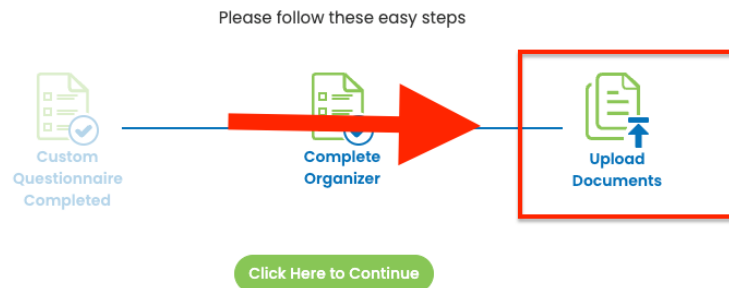 Please follow these easy steps
Custom
Questionnaire
Completed
Complete
Organizer
Upload
Documents
Click Here to Continue